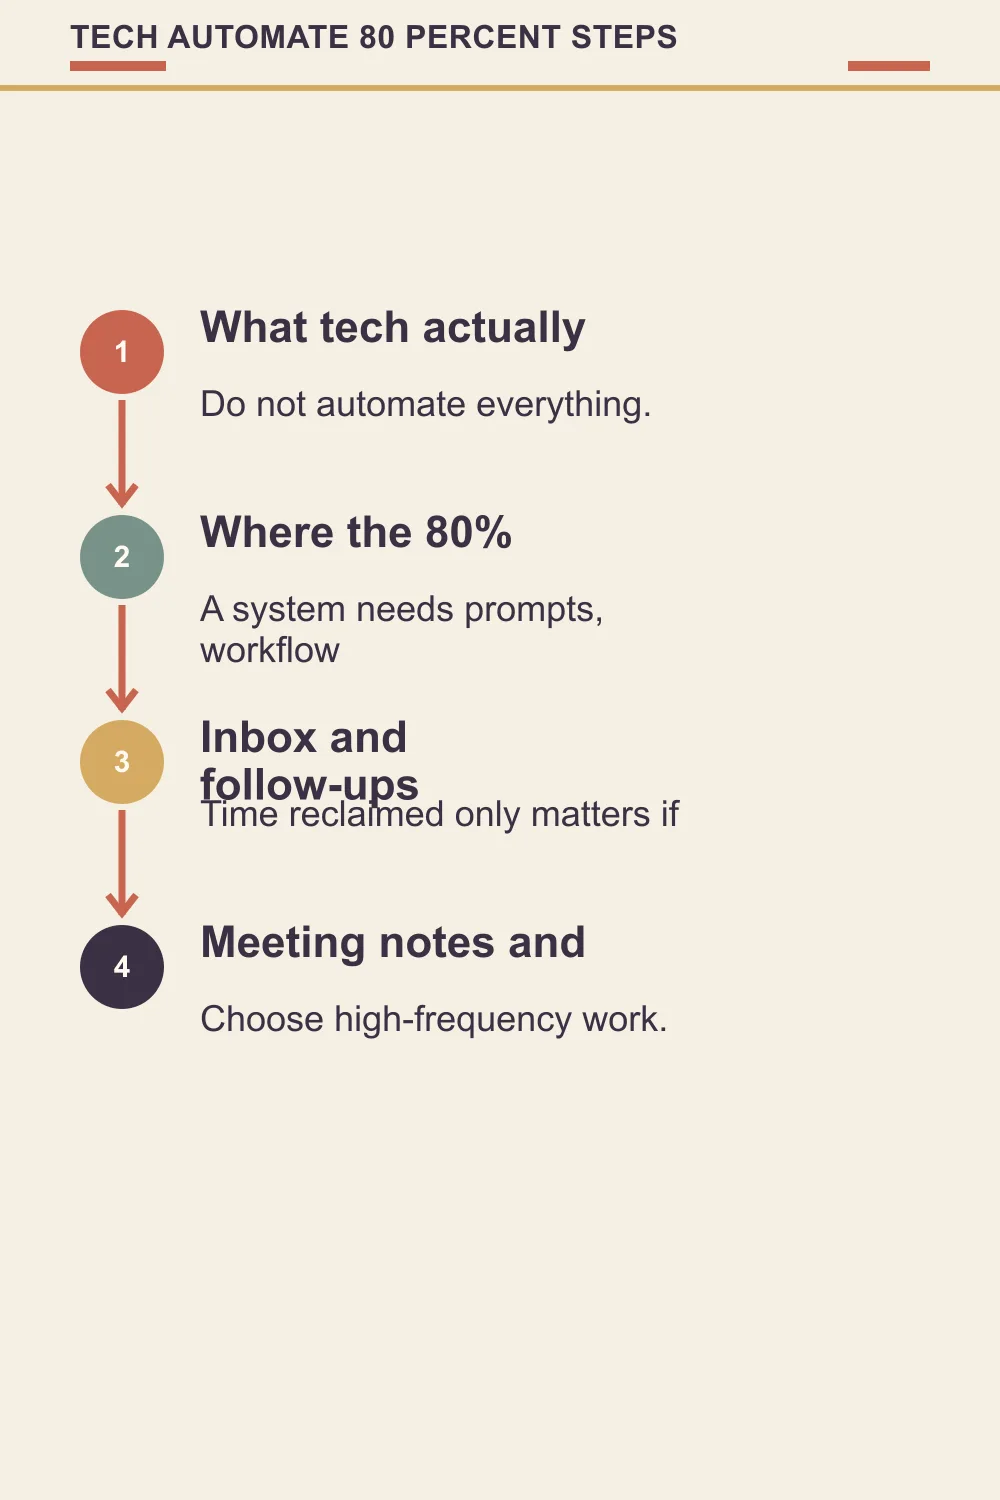 TECH AUTOMATE 80 PERCENT STEPS
1
What tech actually
Do not automate everything.
2
Where the 80%
A system needs prompts,
workflow
3
Inbox and
follow-ups
Time reclaimed only matters if
4
Meeting notes and
Choose high-frequency work.